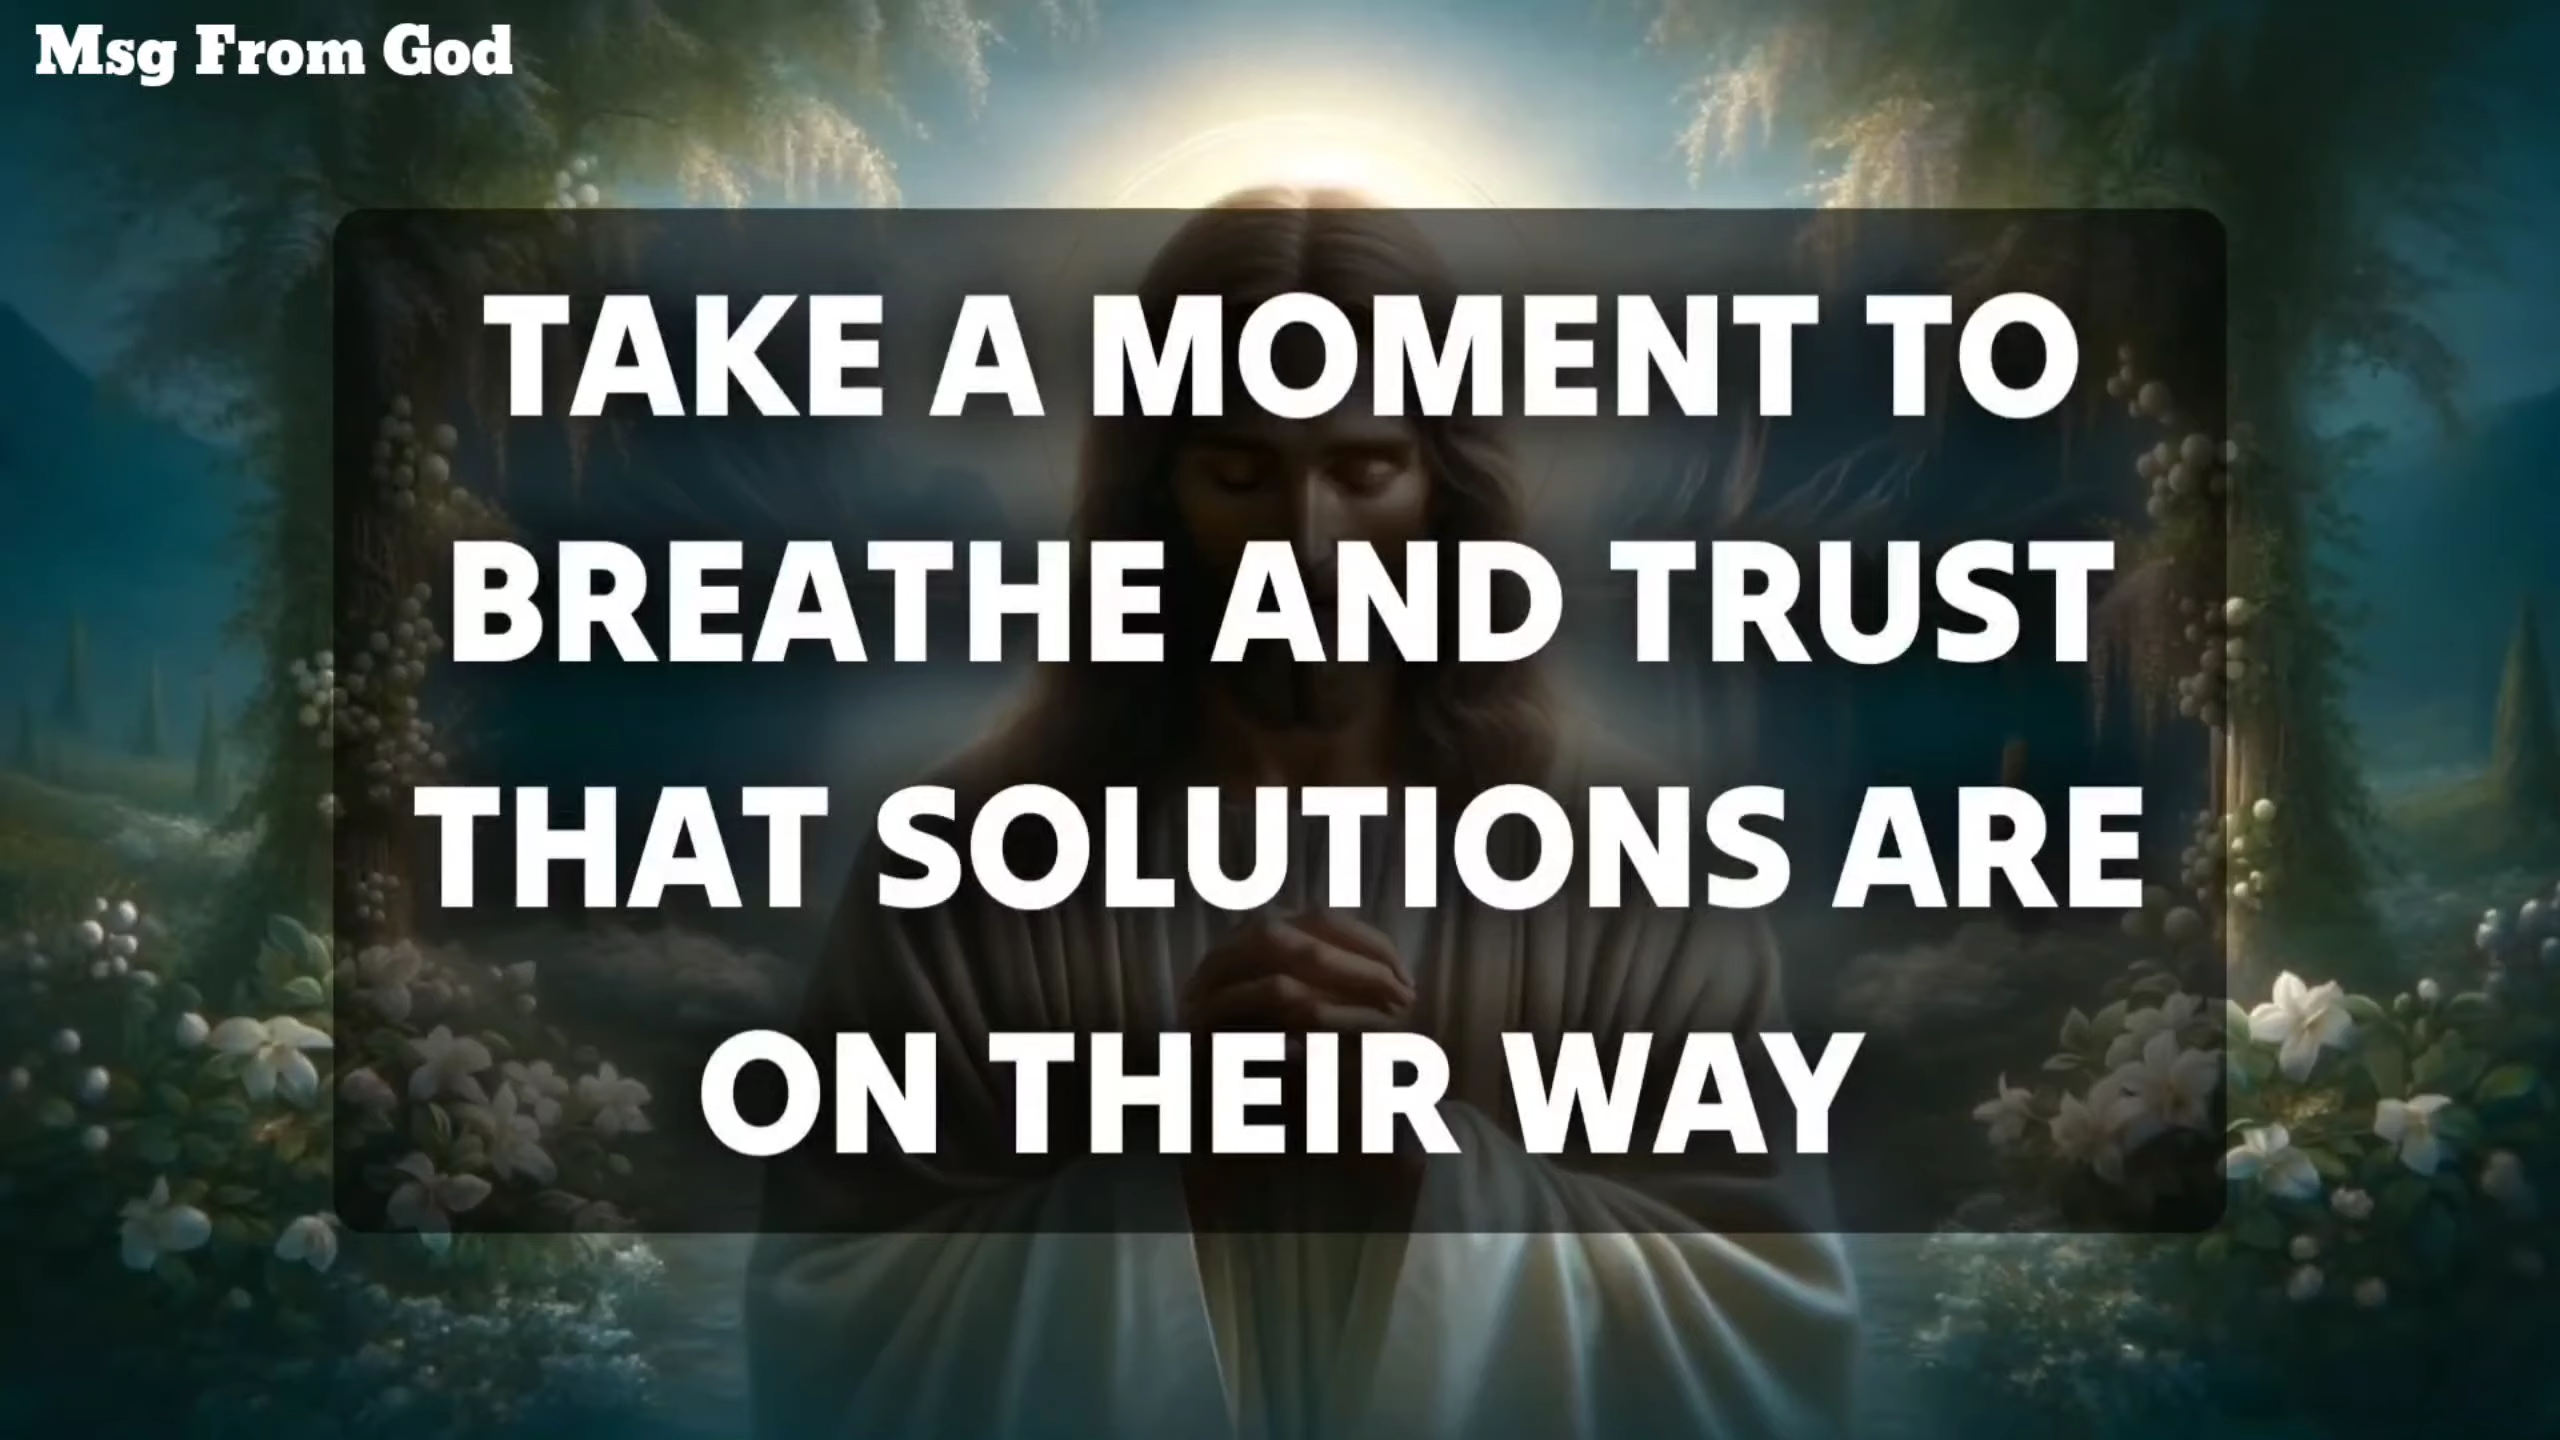 Msg From God
TAKE A MOMENT TO
BREATHE AND TRUST
THAT SOLUTIONS ARE
ON THEIR WAY